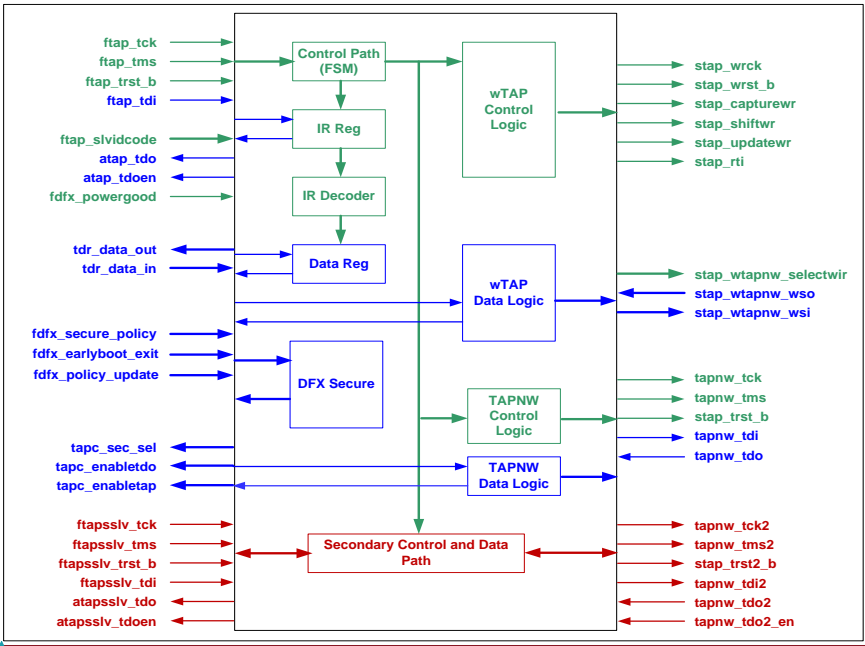 ftap_tck
ftap_tms
ftap_trst_b
ftap_tdi
ftap_slvidcode
atap_tdo
atap_tdoen
fdfx_powergood
tdr_data_out
tdr_data_in
fdfx_secure_policy
fdfx_earlyboot_exit
fdfx_policy_update
tapc_sec_sel
tapc_enabletdo
tapc_enabletap
ftapsslv_tck
ftapsslv_tms
ftapsslv_trst_b
ftapsslv_tdi
atapsslv_tdo
atapsslv_tdoen
Control Path
(FSM)
IR Reg
IR Decoder
Data Reg
DFX Secure
wTAP
Control
Logic
wTAP
Data Logic
TAPNW
Control
Logic
TAPNW
Data Logic
Secondary Control and Data
Path
stap_wrck
stap_wrst_b
stap_capturewr
stap_shiftwr
stap_updatewr
stap_rti
stap_wtapnw_selectwir
stap_wtapnw_wso
stap_wtapnw_wsi
tapnw_tck
tapnw_tms
stap_trst_b
tapnw_tdi
tapnw_tdo
tapnw_tck2
tapnw_tms2
stap_trst2_b
tapnw_tdi2
tapnw_tdo2
tapnw_tdo2_en